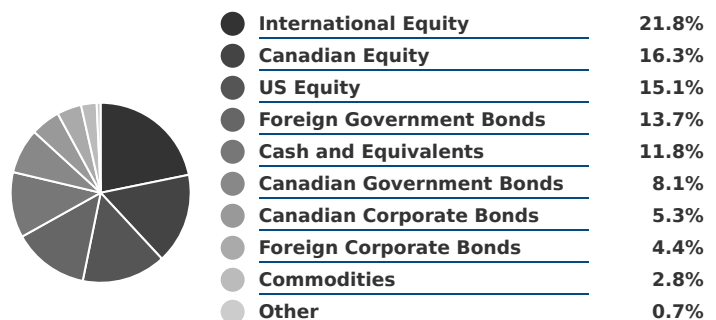 International Equity 21.8%
Canadian Equity 16.3%
US Equity 15.1%
Foreign Government Bonds 13.7%
Cash and Equivalents 11.8%
Canadian Government Bonds 8.1%
Canadian Corporate Bonds 5.3%
Foreign Corporate Bonds 4.4%
Commodities 2.8%
Other 0.7%